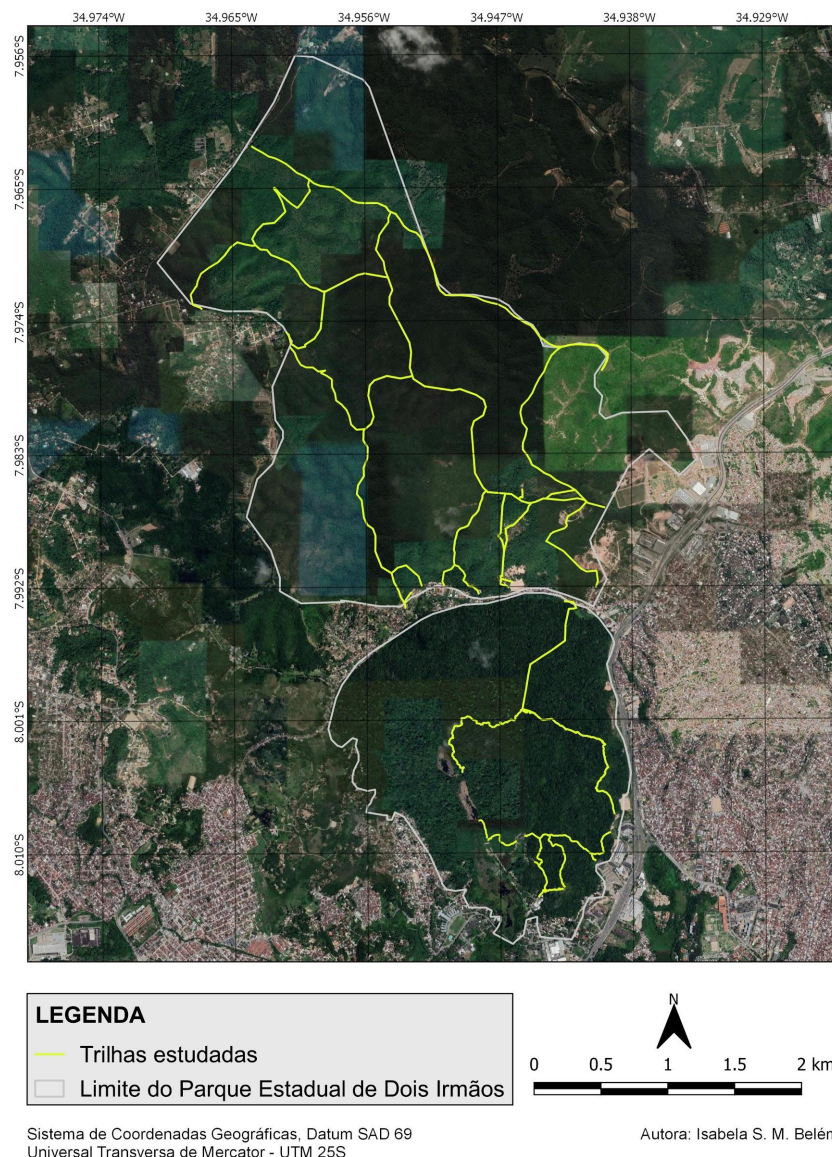 34.974°W 34.965°W 34.956°W 34.947°W 34.938°W 34.929°W
7.956°S
7.965°S
7.974°S
7.983°S
7.992°S
8.001°S
8.010°S
LEGENDA
Trilhas estudadas
Limite do Parque Estadual de Dois Irmãos
N
0 0.5 1 1.5 2 km
Sistema de Coordenadas Geográficas, Datum SAD 69
Universal Transversa de Mercator - UTM 25S
Autora: Isabela S. M. Belém